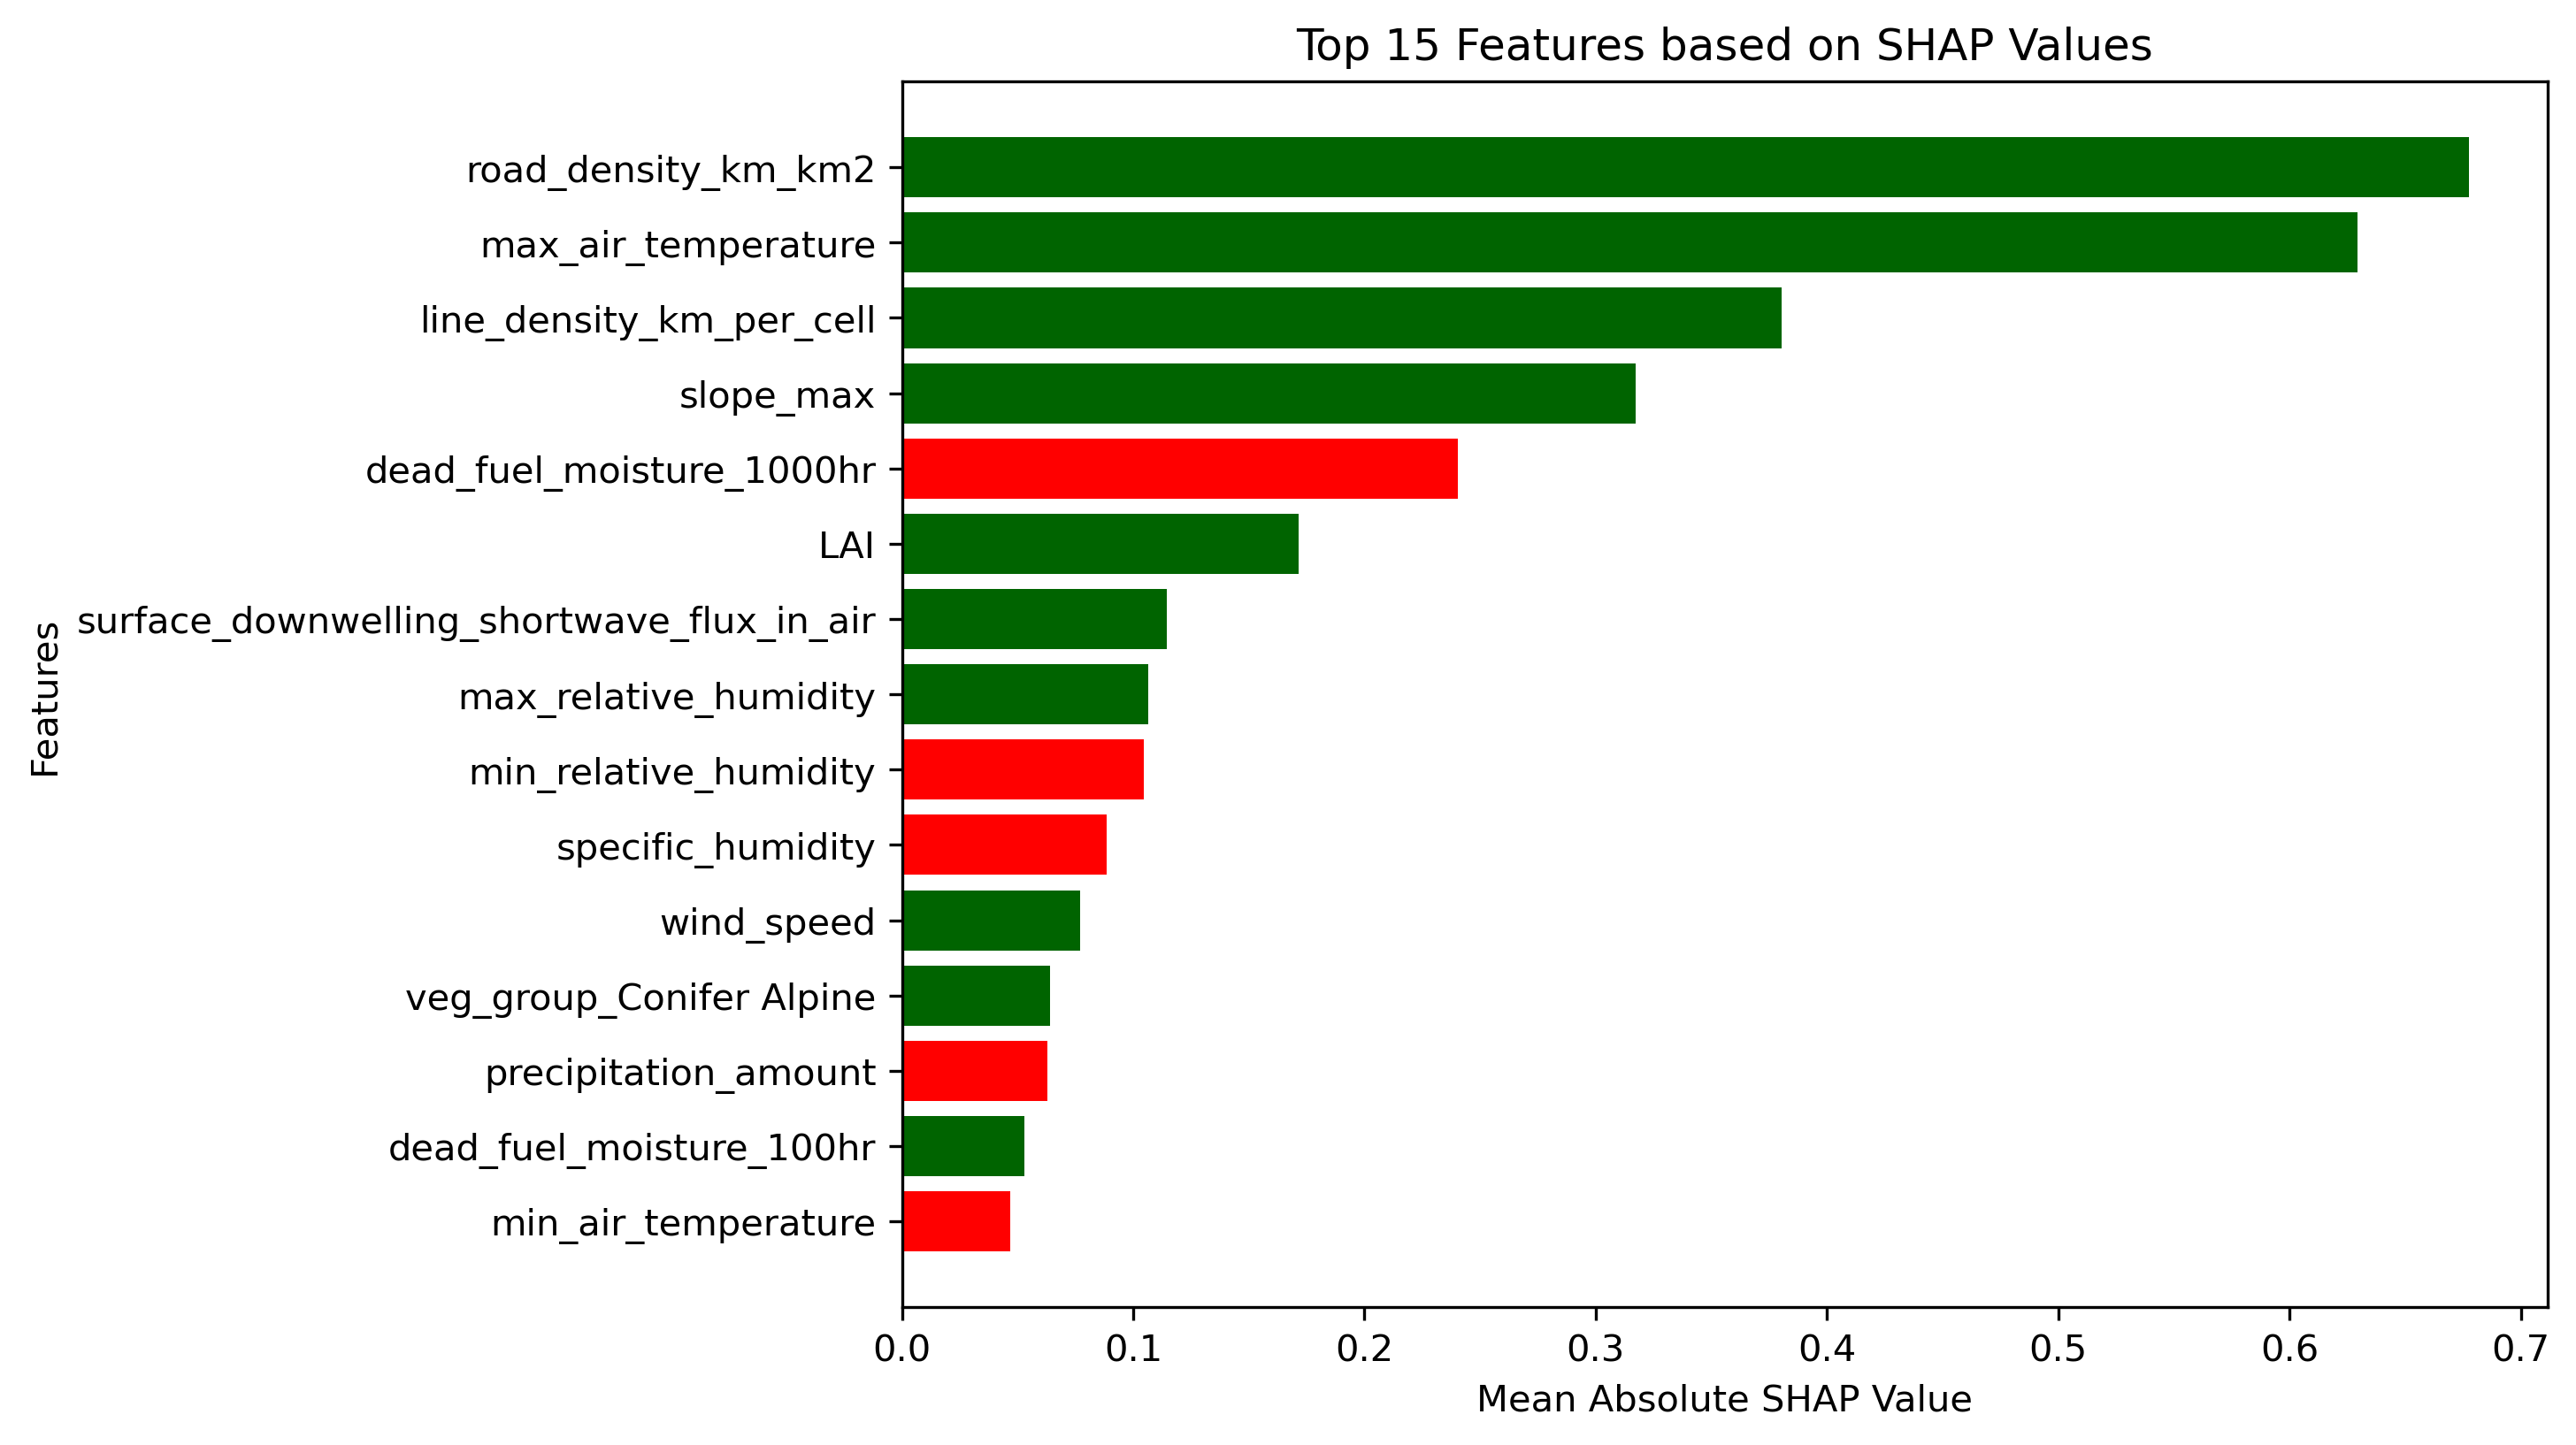 Top 15 Features based on SHAP Values
Features
road_density_km_km2
max_air_temperature
line_density_km_per_cell
slope_max
dead_fuel_moisture_1000hr
LAI
surface_downwelling_shortwave_flux_in_air
max_relative_humidity
min_relative_humidity
specific_humidity
wind_speed
veg_group_Conifer Alpine
precipitation_amount
dead_fuel_moisture_100hr
min_air_temperature
0.0 0.1 0.2 0.3 0.4 0.5 0.6 0.7
Mean Absolute SHAP Value